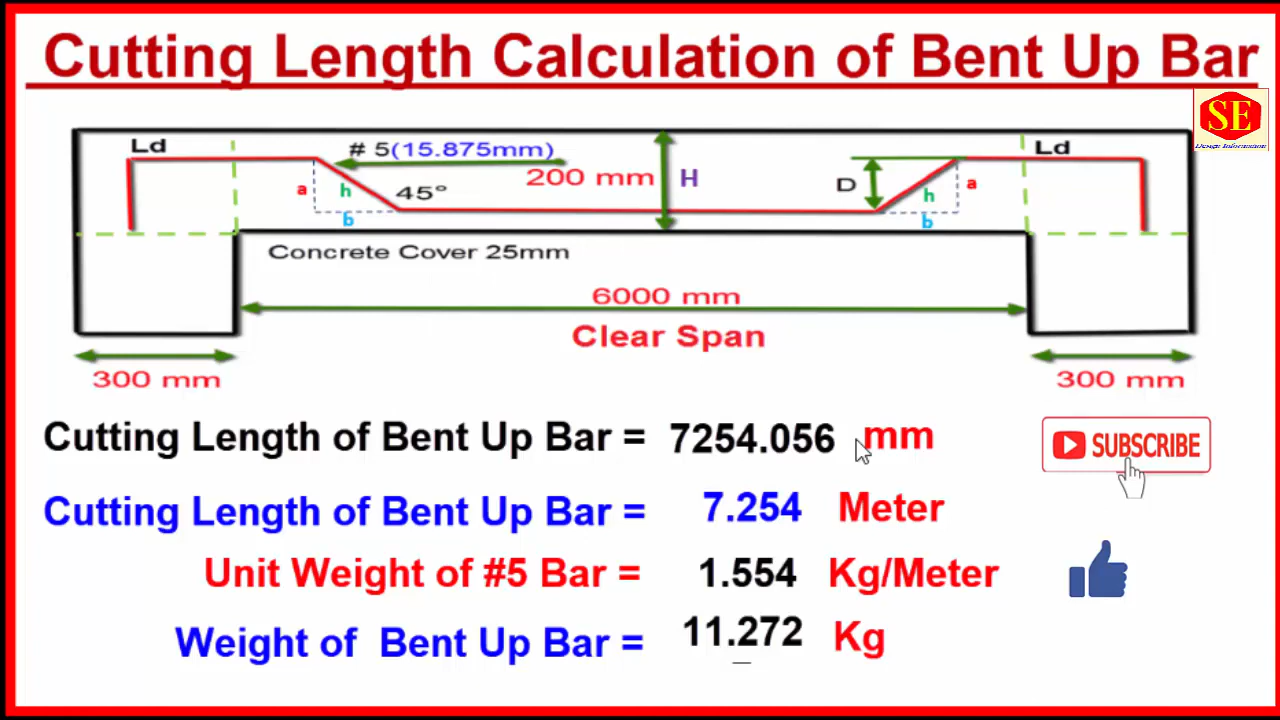 Cutting Length Calculation of Bent Up Bar
SE
Design Information
Ld
# 5(15.875mm)
200 mm
H
D
Ld
a
h
45°
b
h
a
b
Concrete Cover 25mm
6000 mm
Clear Span
300 mm
300 mm
Cutting Length of Bent Up Bar = 7254.056 mm
SUBSCRIBE
Cutting Length of Bent Up Bar = 7.254 Meter
Unit Weight of #5 Bar = 1.554 Kg/Meter
Weight of Bent Up Bar = 11.272 Kg